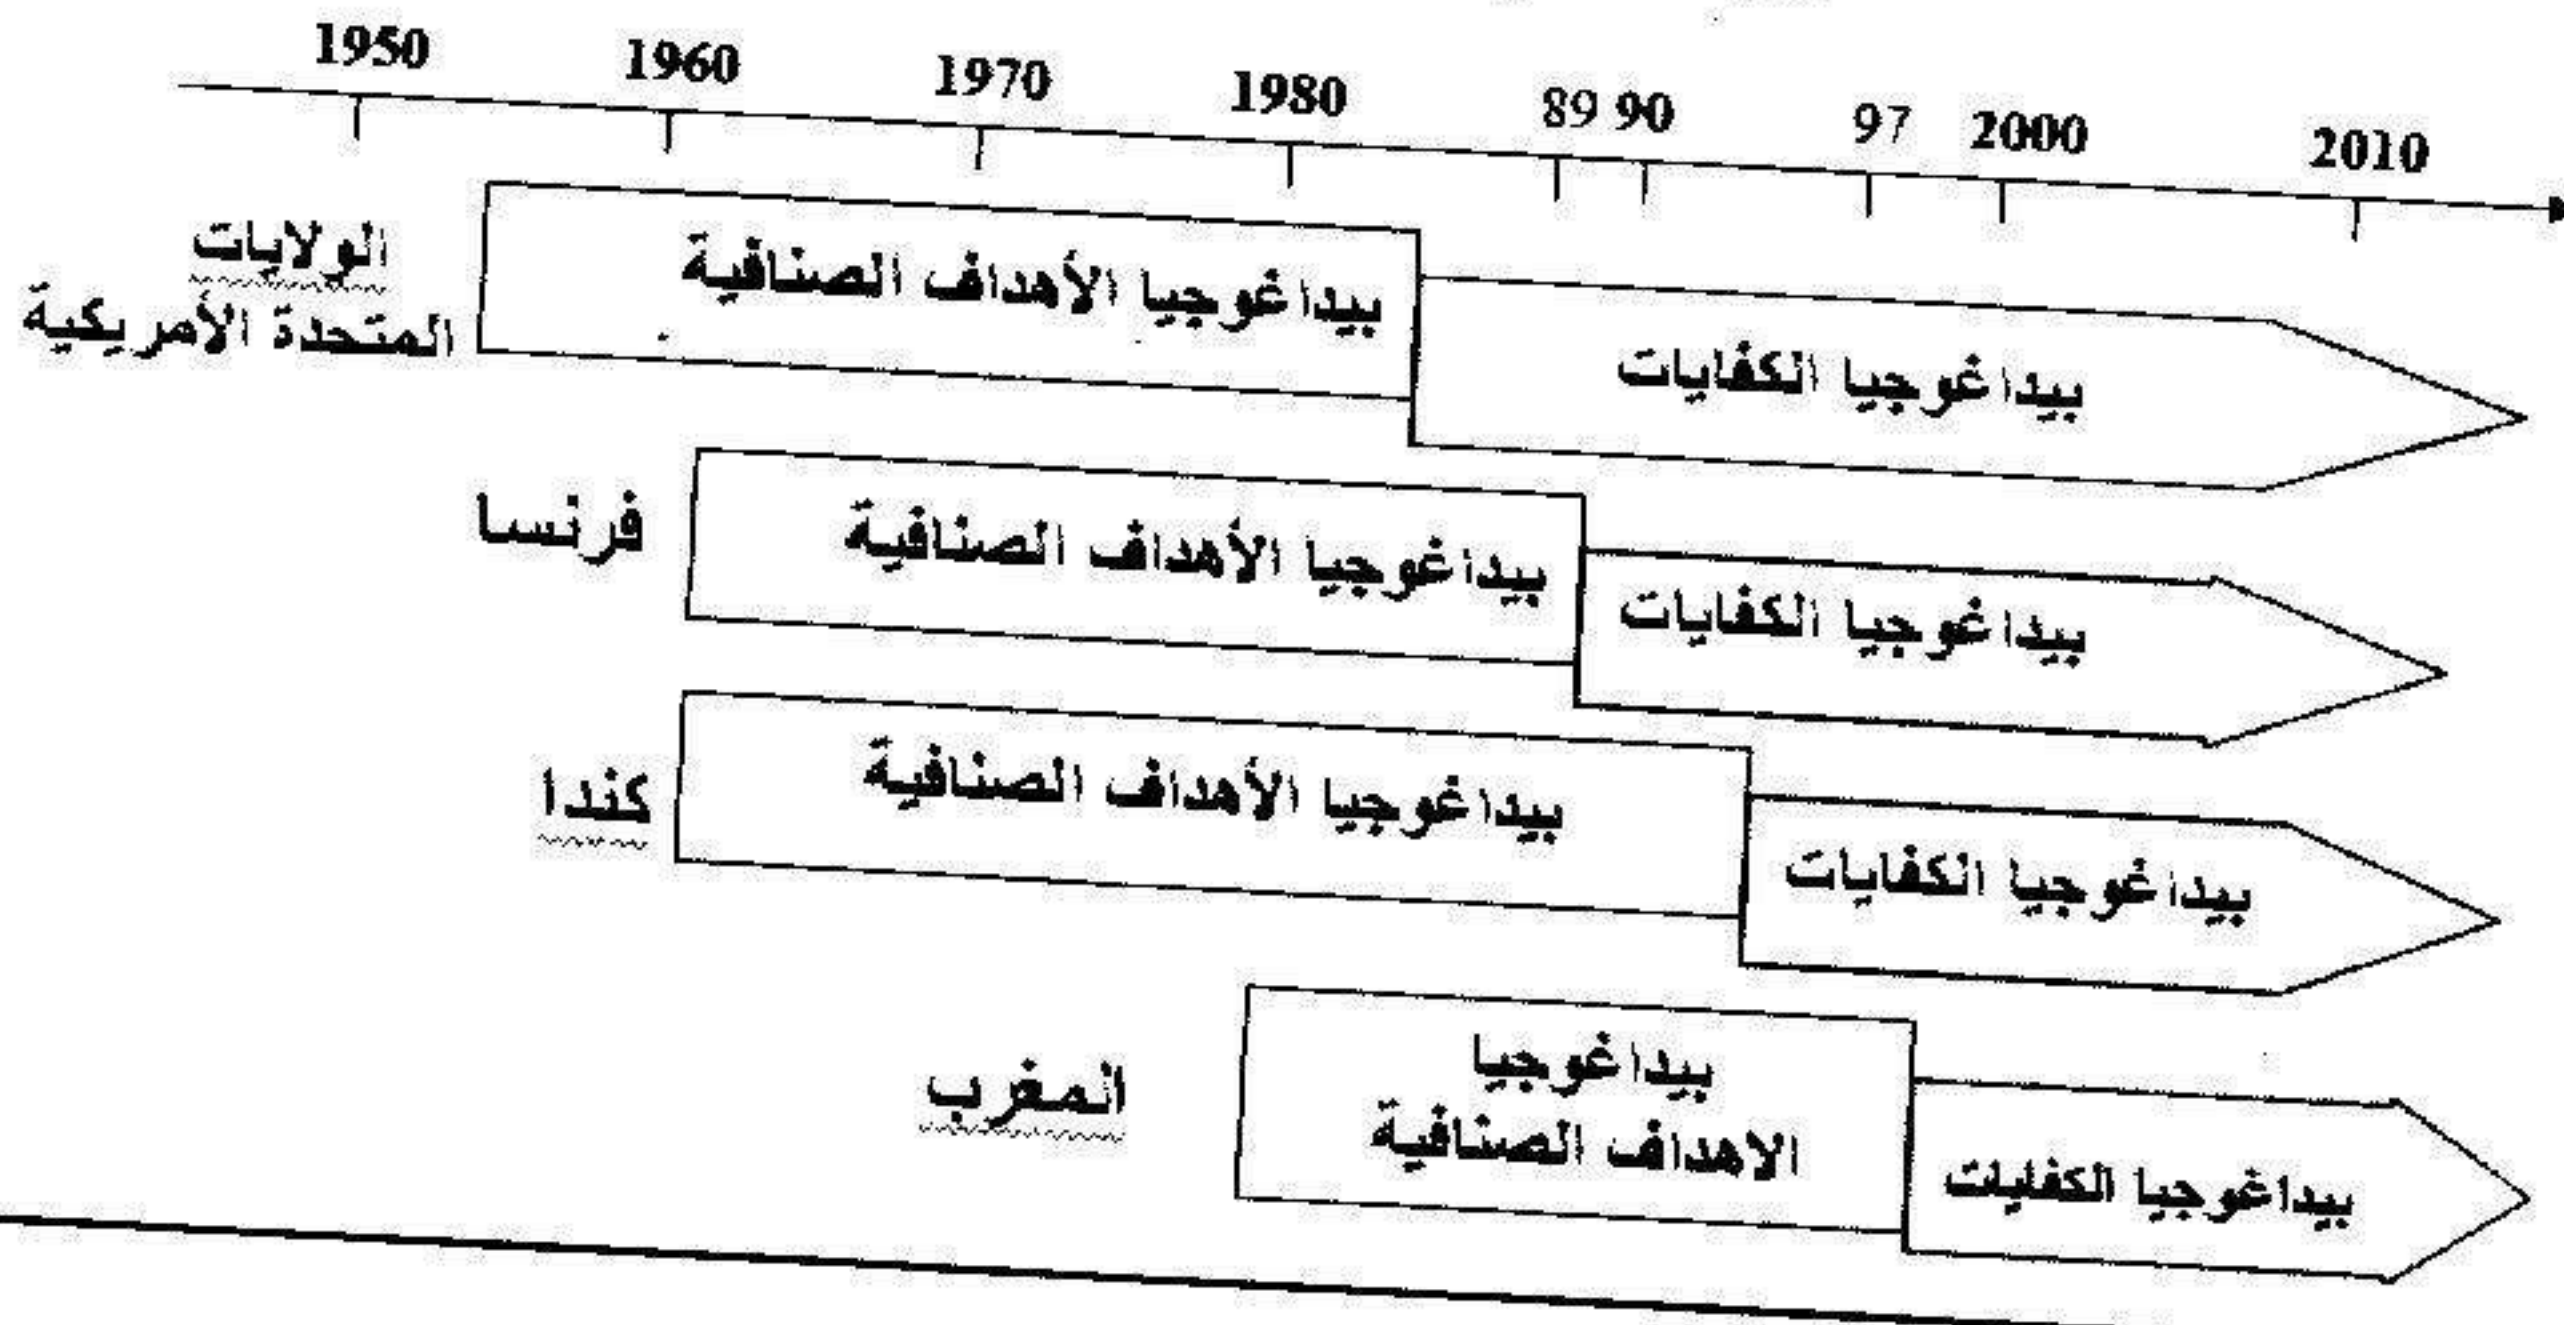 1950 1960 1970 1980 89 90 97 2000 2010
الولايات
المتحدة الأمريكية
بيداغوجيا الأهداف الصنافية
بيداغوجيا الكفايات
فرنسا
بيداغوجيا الأهداف الصنافية
بيداغوجيا الكفايات
كندا
بيداغوجيا الأهداف الصنافية
بيداغوجيا الكفايات
المغرب
بيداغوجيا
الاهداف الصنافية
بيداغوجيا الكفايات